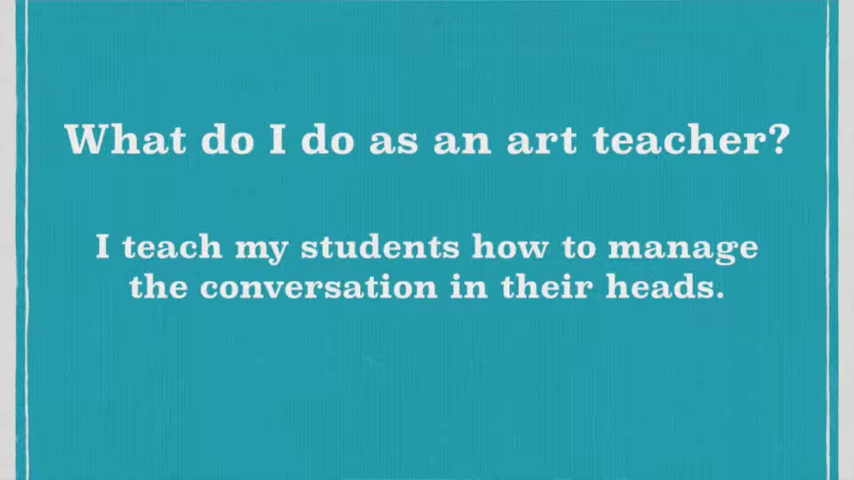 What do I do as an art teacher?
I teach my students how to manage
the conversation in their heads.